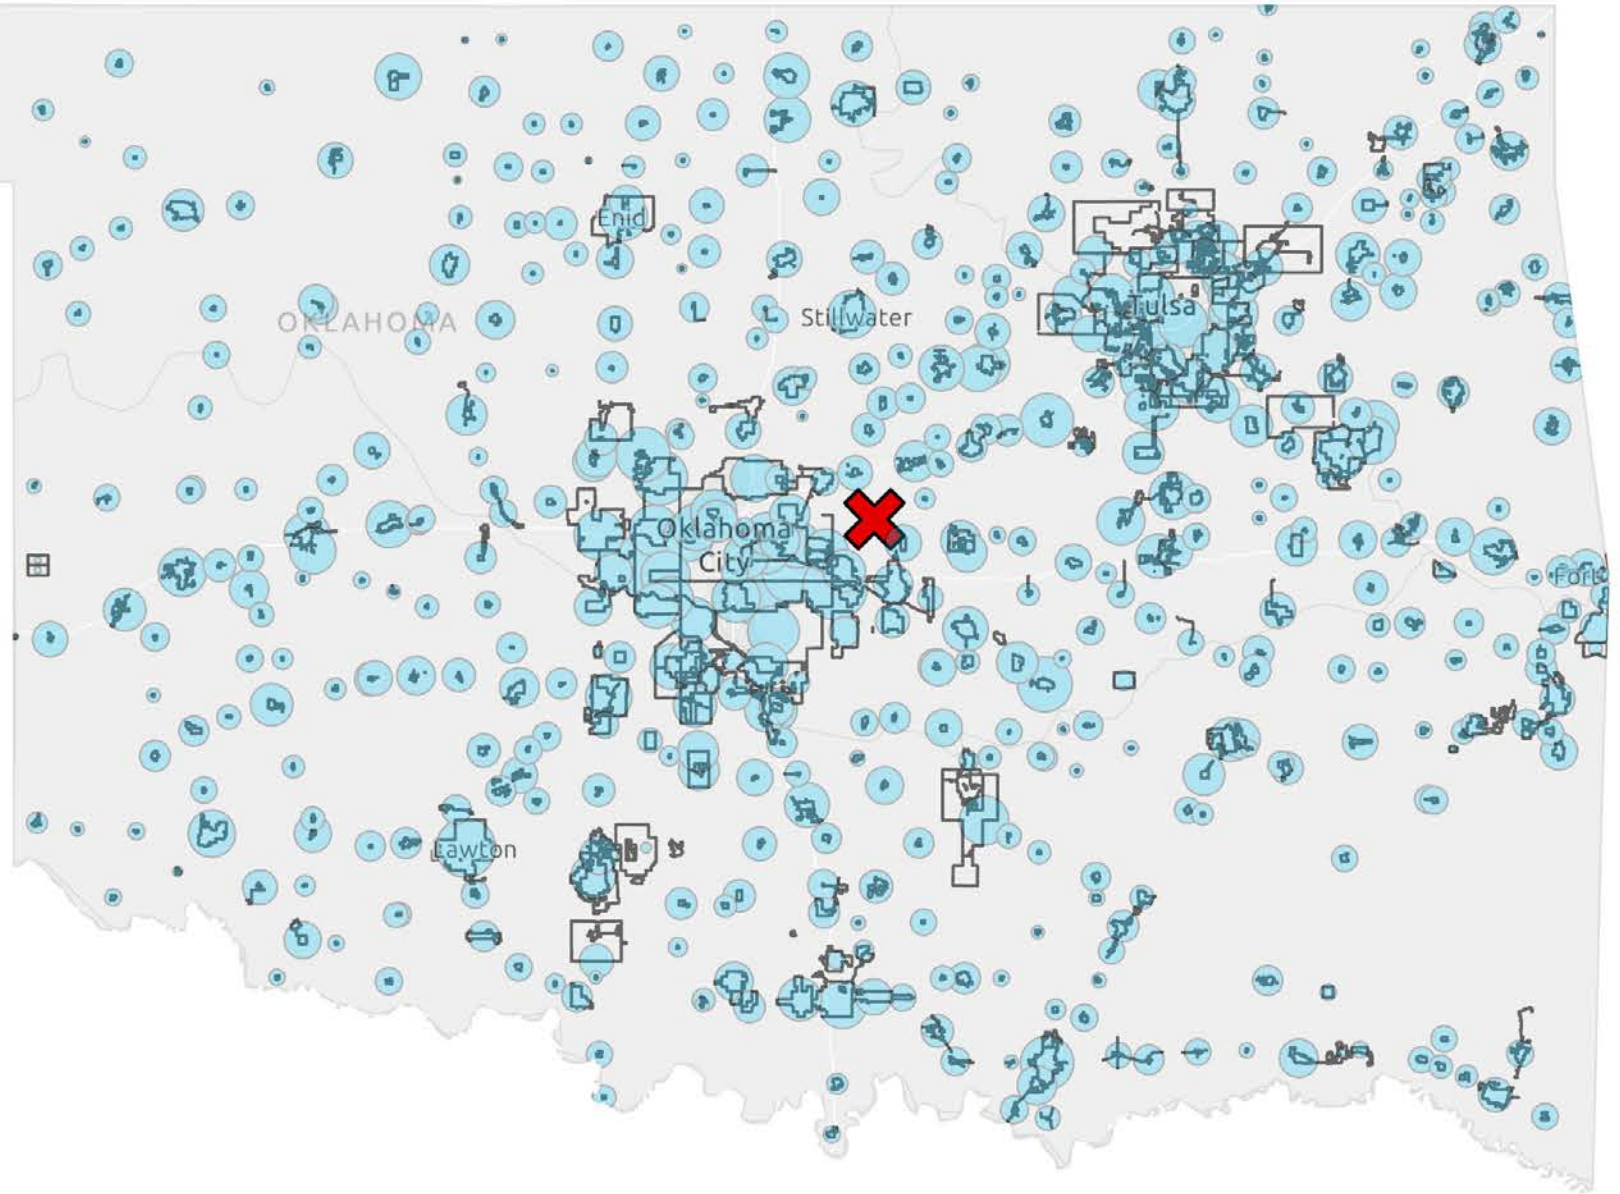 Enid
OKLAHOMA
Stillwater
Tulsa
Oklahoma
City
Fort
Lawton